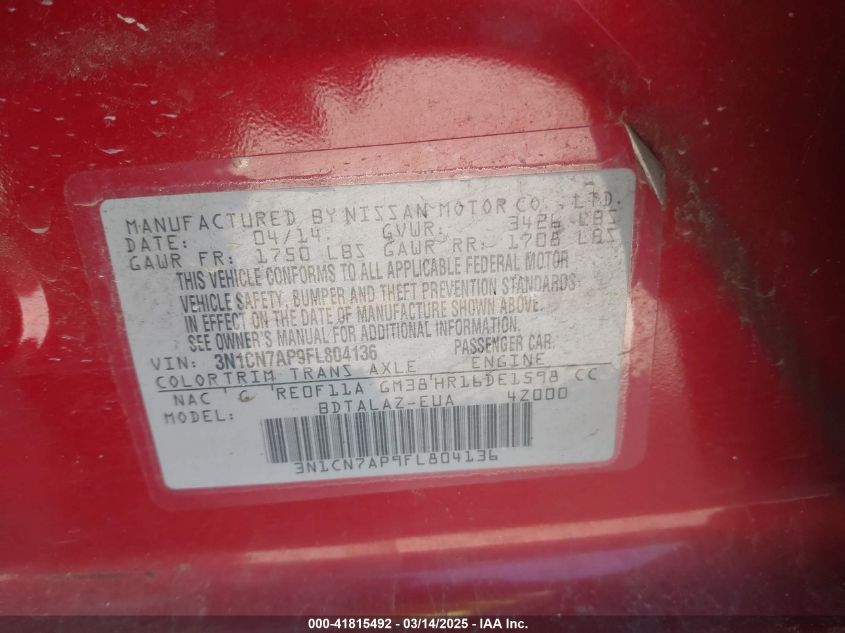 MANUFACTURED BY NISSAN MOTOR CO., LTD.
DATE: 04/14 GVWR: 3426 LBS
GAWR FR: 1750 LBS GAWR RR: 1708 LBS
THIS VEHICLE CONFORMS TO ALL APPLICABLE FEDERAL MOTOR
VEHICLE SAFETY, BUMPER AND THEFT PREVENTION STANDARDS
IN EFFECT ON THE DATE OF MANUFACTURE SHOWN ABOVE.
SEE OWNER'S MANUAL FOR ADDITIONAL INFORMATION.
VIN: 3N1CN7AP9FL804136 PASSENGER CAR.
COLOR TRIM TRANS AXLE ENGINE
NAC G RE0F11A GM38 HR16DE1598 CC
MODEL: BDTALAZ-EUA 4Z000
3N1CN7AP9FL804136
000-41815492 - 03/14/2025 - IAA Inc.